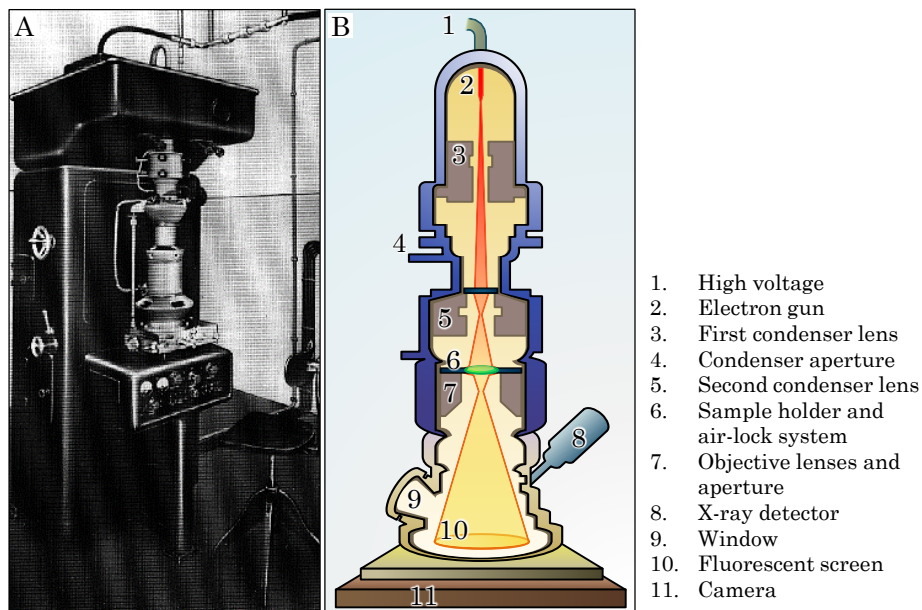 A
B
1
2
3
4
5
6
7
8
9
10
11
1. High voltage
2. Electron gun
3. First condenser lens
4. Condenser aperture
5. Second condenser lens
6. Sample holder and
air-lock system
7. Objective lenses and
aperture
8. X-ray detector
9. Window
10. Fluorescent screen
11. Camera